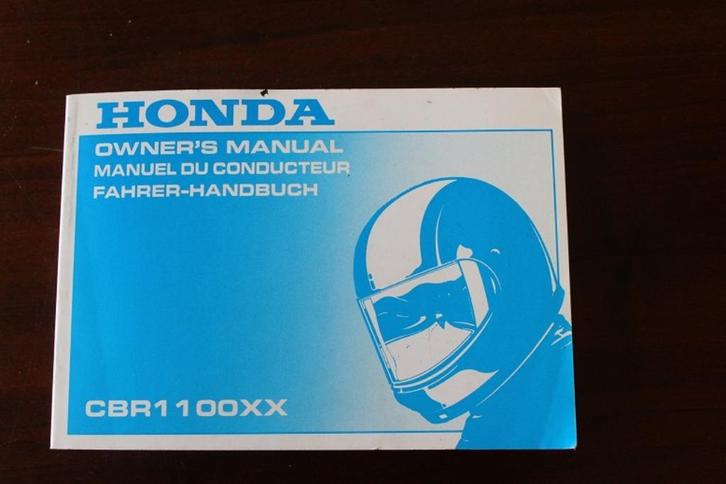 HONDA
OWNER'S MANUAL
MANUEL DU CONDUCTEUR
FAHRER-HANDBUCH
CBR1100XX